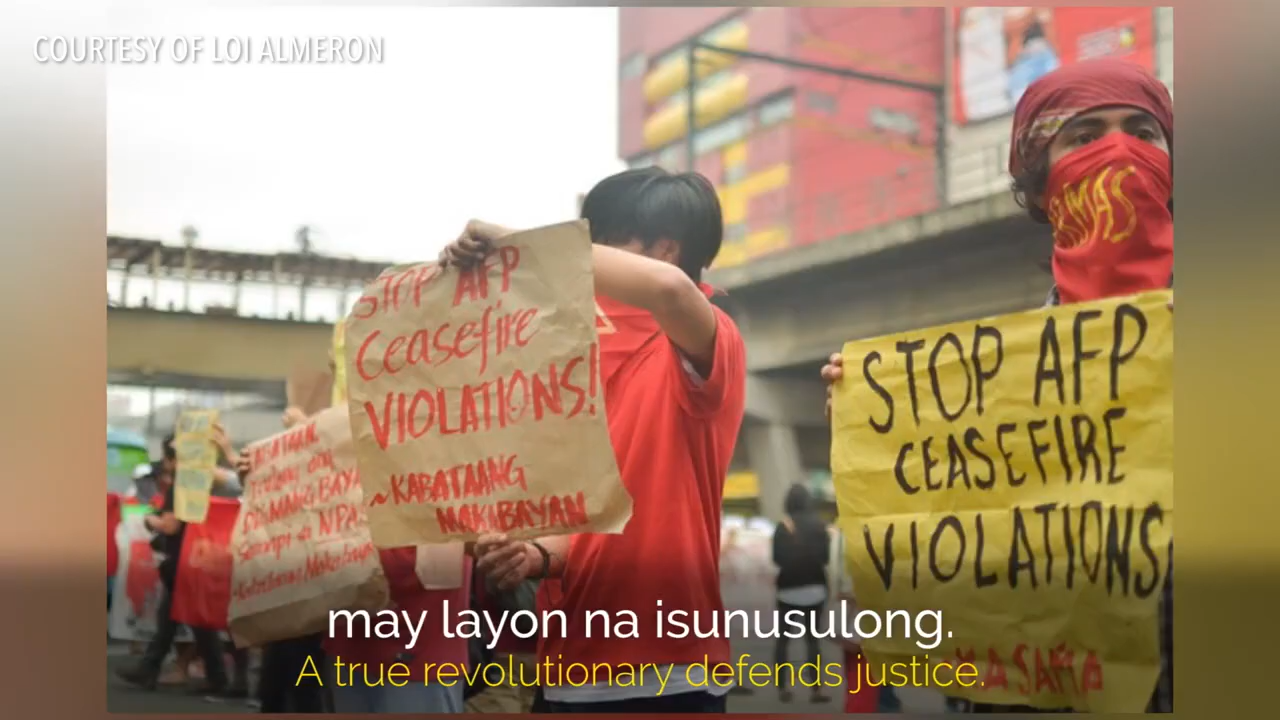 COURTESY OF LOI ALMERON
STOP AFP
Ceasefire
VIOLATIONS!
~KABATAANG
MAKABAYAN
STOP AFP
CEASEFIRE
VIOLATIONS
MAS
may layon na isunusulong.
A true revolutionary defends justice.